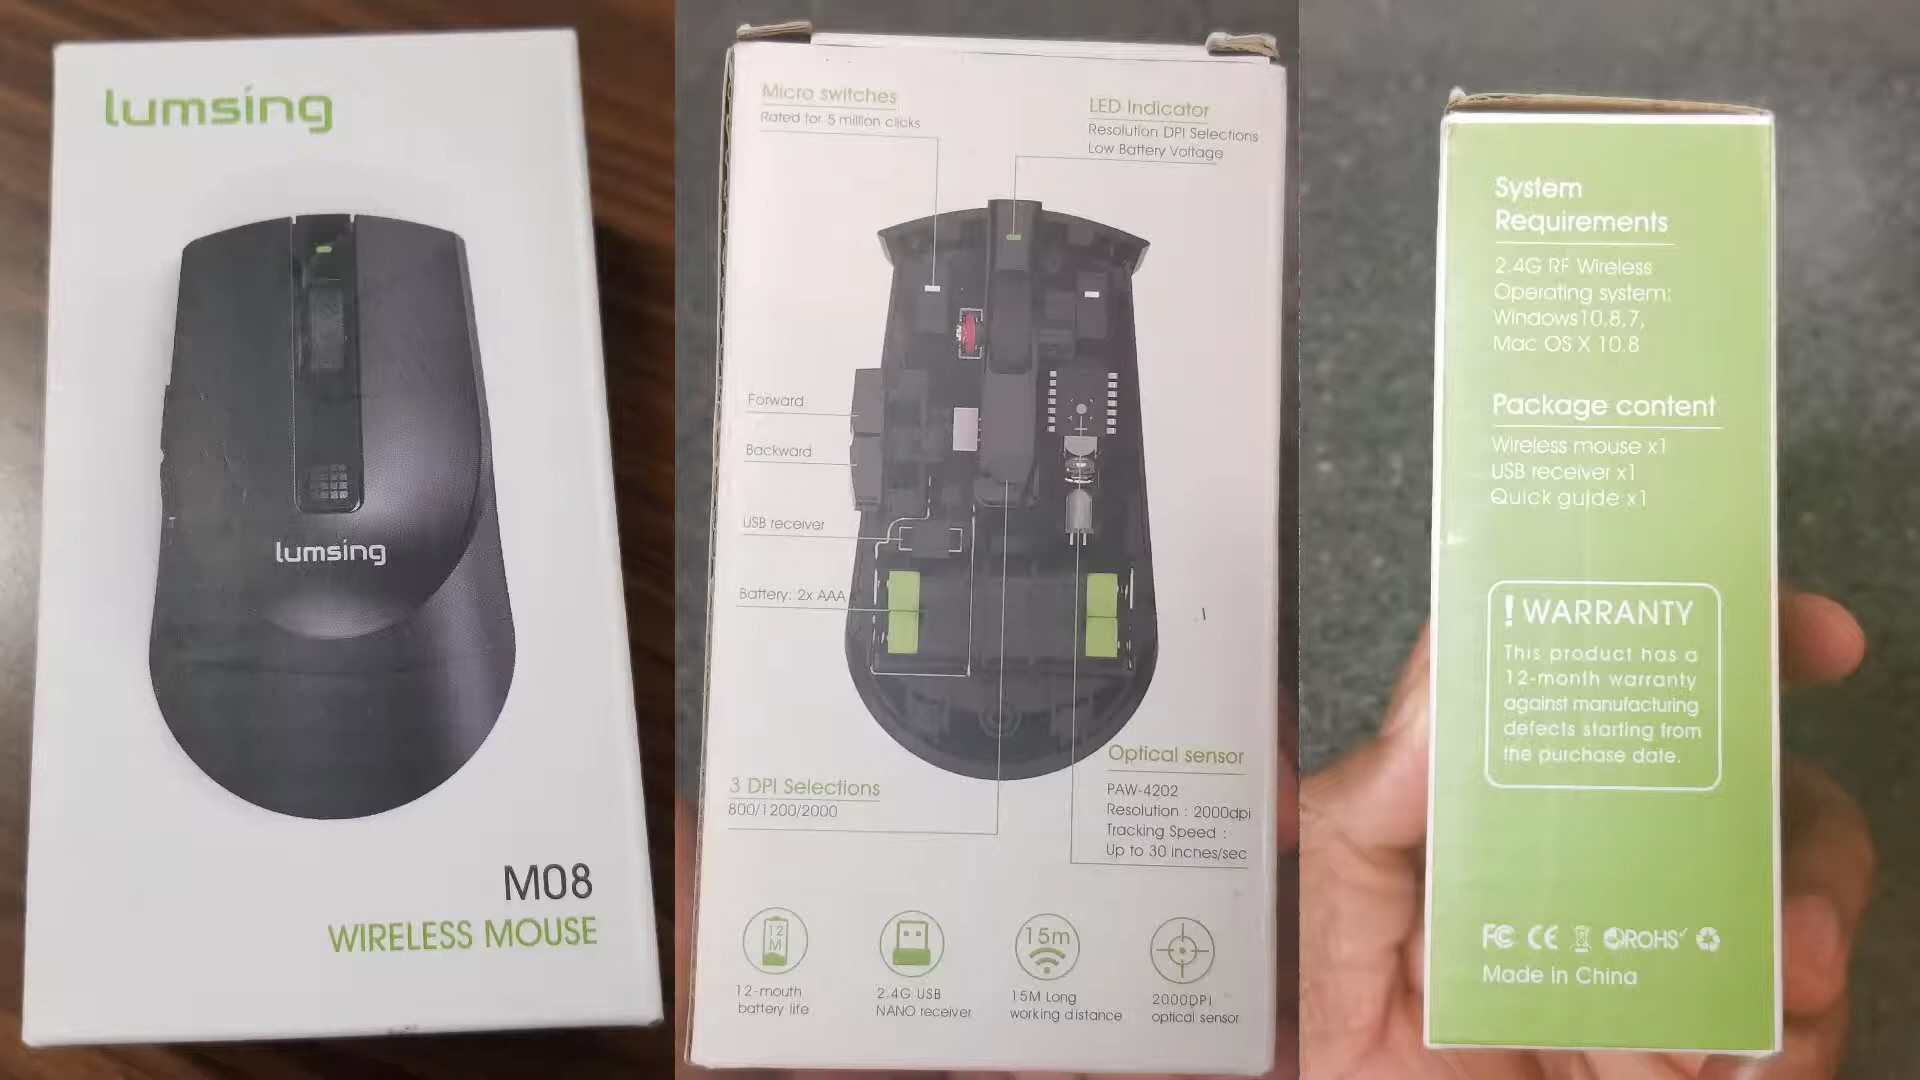 lumsing
lumsing
M08
WIRELESS MOUSE
Micro switches
Rated for 5 million clicks
LED Indicator
Resolution DPI Selections
Low Battery Voltage
Forward
Backward
USB receiver
Battery: 2x AAA
3 DPI Selections
800/1200/2000
Optical sensor
PAW-4202
Resolution : 2000dpi
Tracking Speed :
Up to 30 inches/sec
12
M
12-mouth
battery life
2.4G USB
NANO receiver
15m
15M Long
working distance
2000DPI
optical sensor
System
Requirements
2.4G RF Wireless
Operating system:
Windows10,8,7,
Mac OS X 10.8
Package content
Wireless mouse x1
USB receiver x1
Quick guide x1
! WARRANTY
This product has a
12-month warranty
against manufacturing
defects starting from
the purchase date.
FC CE ROHS
Made in China